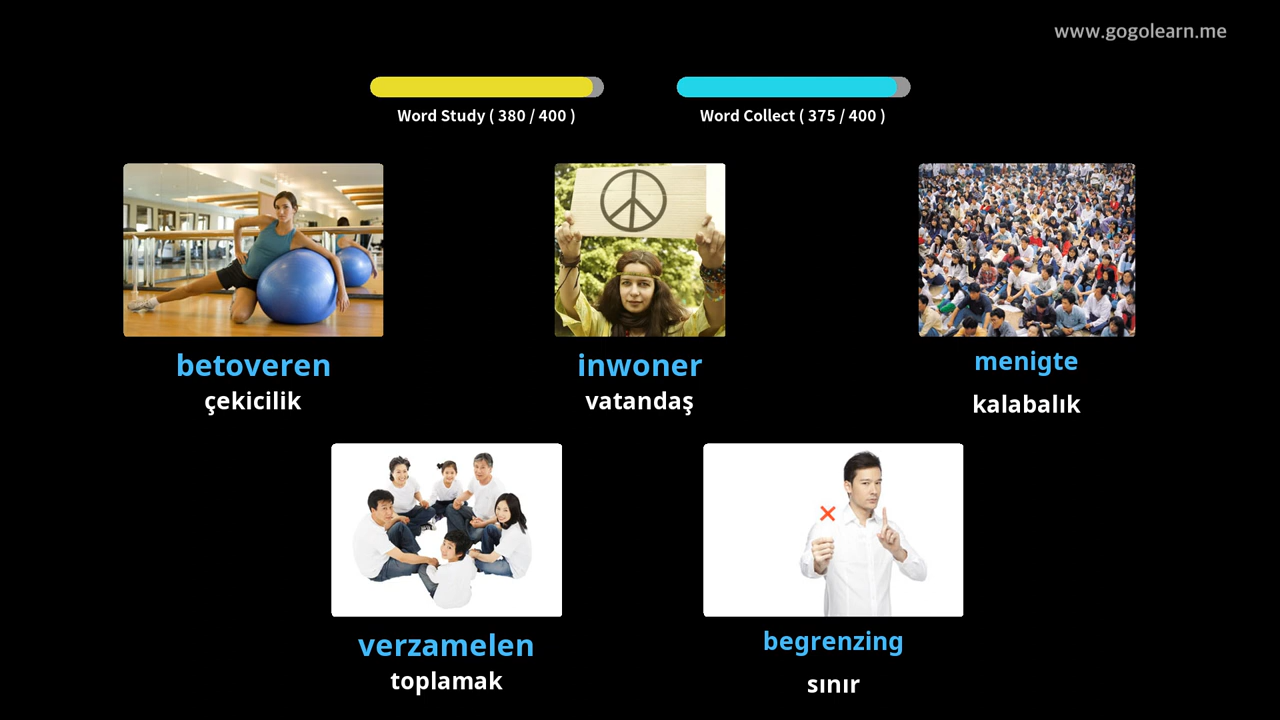 www.gogolearn.me
Word Study ( 380 / 400 )
Word Collect ( 375 / 400 )
betoveren
çekicilik
inwoner
vatandaş
menigte
kalabalık
verzamelen
toplamak
begrenzing
sınır